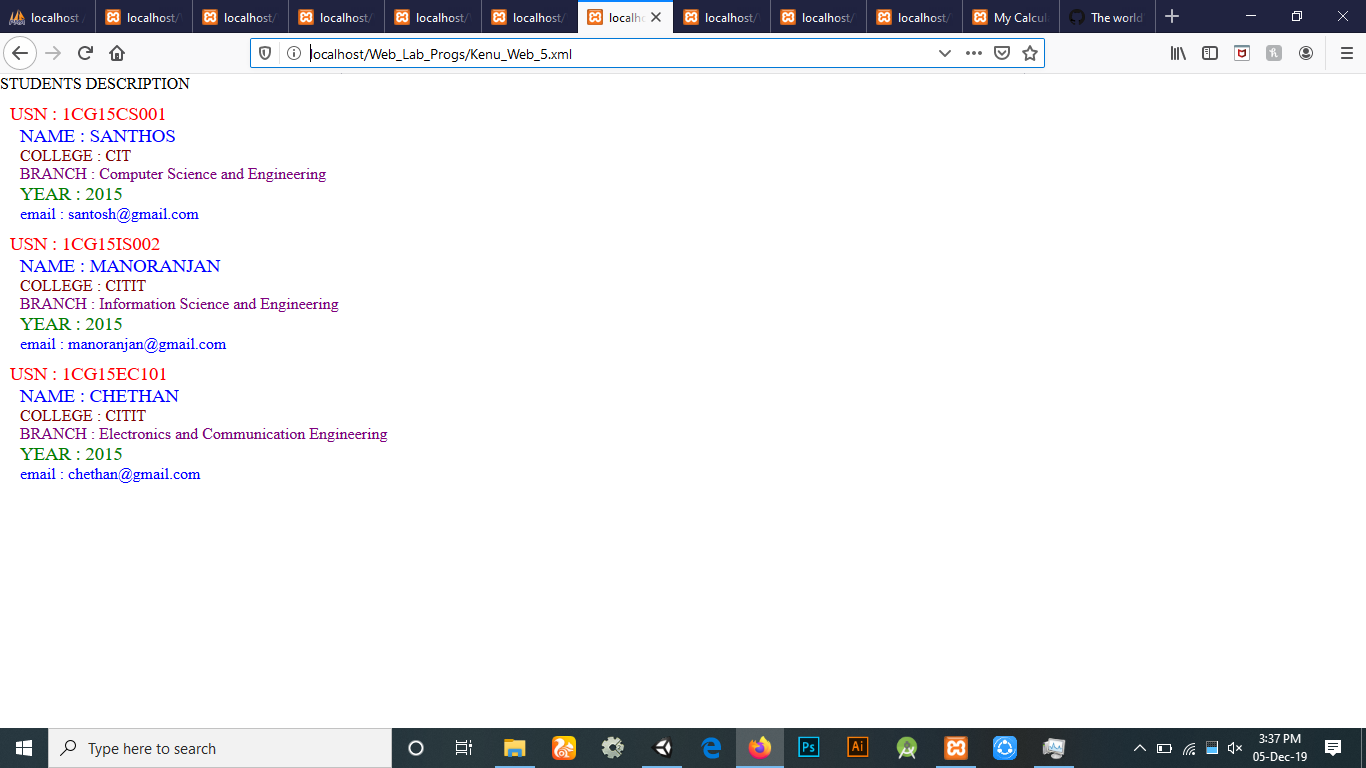 localhost localhost/ localhost/ localhost/ localhost/ localhost/ localho localhost/ localhost/ localhost/ My Calcul The world
localhost/Web_Lab_Progs/Kenu_Web_5.xml
STUDENTS DESCRIPTION
USN : 1CG15CS001
NAME : SANTHOS
COLLEGE : CIT
BRANCH : Computer Science and Engineering
YEAR : 2015
email : santosh@gmail.com
USN : 1CG15IS002
NAME : MANORANJAN
COLLEGE : CITIT
BRANCH : Information Science and Engineering
YEAR : 2015
email : manoranjan@gmail.com
USN : 1CG15EC101
NAME : CHETHAN
COLLEGE : CITIT
BRANCH : Electronics and Communication Engineering
YEAR : 2015
email : chethan@gmail.com
Type here to search
Ps
Ai
3:37 PM
05-Dec-19